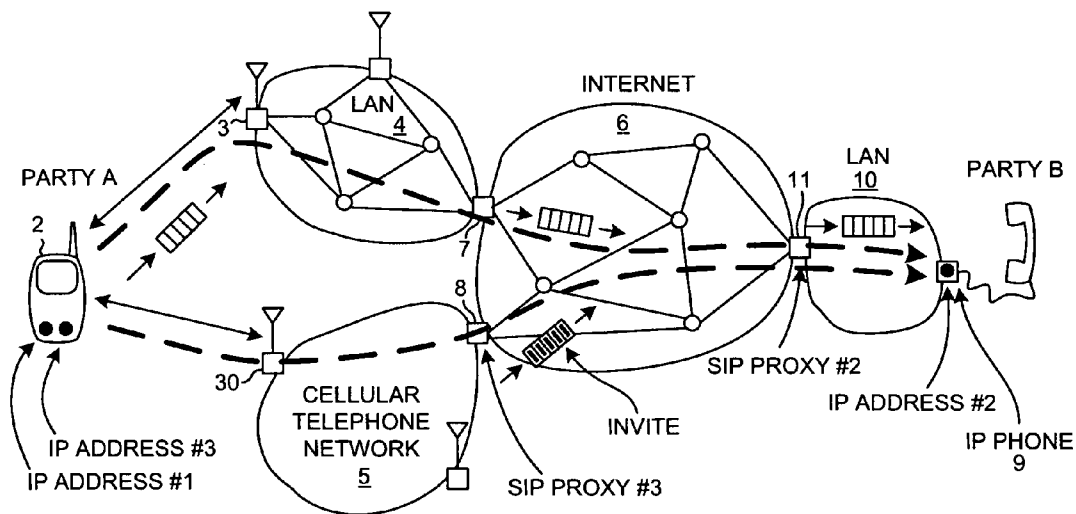 INTERNET
6
LAN
4
3
LAN
10
11
PARTY B
PARTY A
2
7
8
30
CELLULAR
TELEPHONE
NETWORK
5
SIP PROXY #2
INVITE
IP ADDRESS #2
IP PHONE
9
IP ADDRESS #3
IP ADDRESS #1
SIP PROXY #3